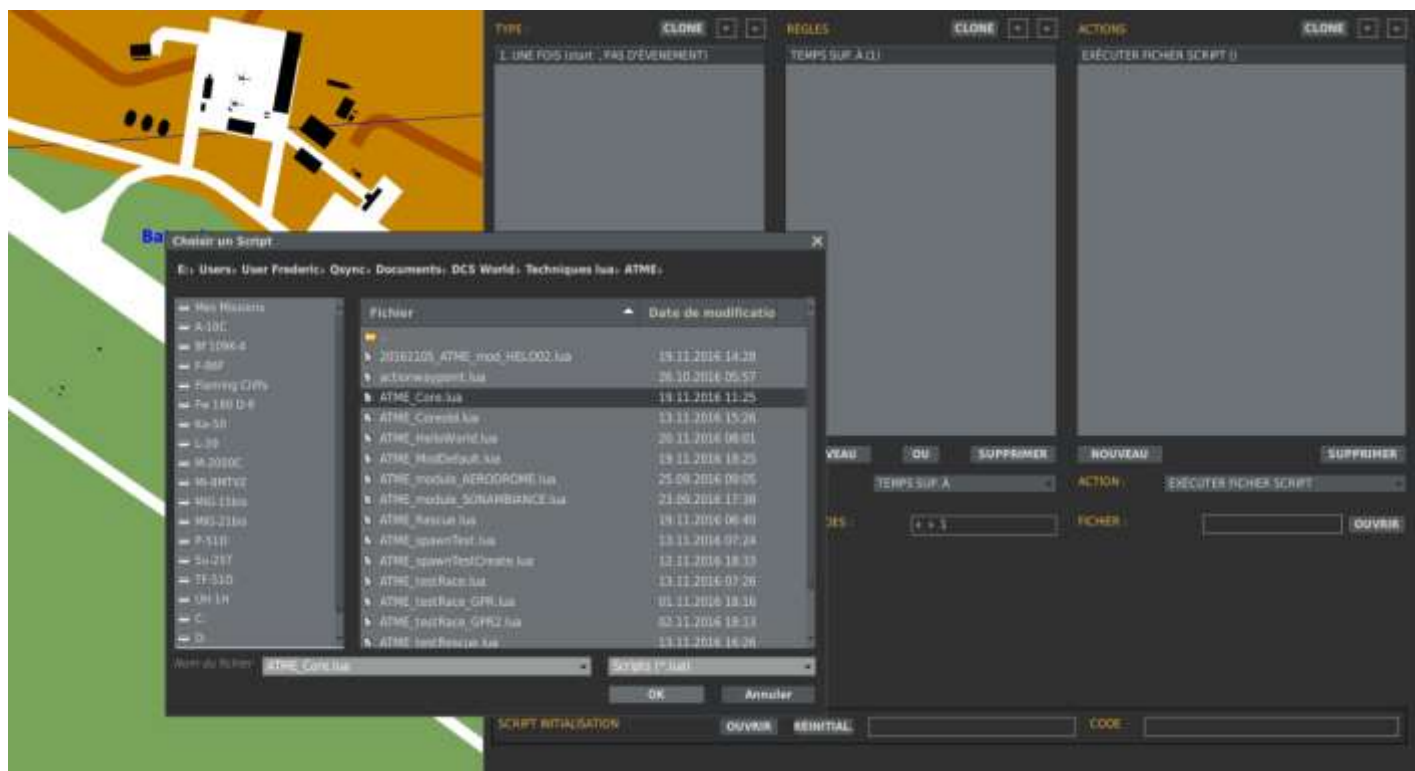 TYPE : CLONE
RÈGLES CLONE
ACTIONS CLONE
1. UNE FOIS (start , PAS D'ÉVENEMENT)
TEMPS SUP. À (1)
EXÉCUTER FICHIER SCRIPT ()
Ba
Choisir un Script
E:› Users› User Frederic› Qsync› Documents› DCS World› Techniques lua› ATME›
Mes Missions
A-10C
Bf 109K-4
F-86F
Flaming Cliffs
Fw 190 D-9
Ka-50
L-39
M-2000C
Mi-8MTV2
MiG-15bis
MiG-21bis
P-51D
Su-25T
TF-51D
UH-1H
C:
D:
Fichier Date de modificatio
20161105_ATME_mod_HELO02.lua 19.11.2016 14:28
actionwaypoint.lua 26.10.2016 05:57
ATME_Core.lua 19.11.2016 11:25
ATME_Coreold.lua 13.11.2016 15:26
ATME_HelloWorld.lua 20.11.2016 08:01
ATME_ModDefault.lua 19.11.2016 18:25
ATME_module_AERODROME.lua 25.09.2016 09:05
ATME_module_SONAMBIANCE.lua 23.09.2016 17:38
ATME_Rescue.lua 19.11.2016 06:40
ATME_spawnTest.lua 13.11.2016 07:24
ATME_spawnTestCreate.lua 12.11.2016 18:33
ATME_testRace.lua 13.11.2016 07:26
ATME_testRace_GPR.lua 01.11.2016 18:16
ATME_testRace_GPR2.lua 02.11.2016 18:13
ATME_testRescue.lua 13.11.2016 16:26
Nom du fichier ATME_Core.lua Scripts (*.lua)
OK Annuler
VEAU OU SUPPRIMER
NOUVEAU SUPPRIMER
TEMPS SUP. À
ACTION : EXÉCUTER FICHIER SCRIPT
DES :
FICHIER : OUVRIR
SCRIPT INITIALISATION OUVRIR RÉINITIAL. CODE